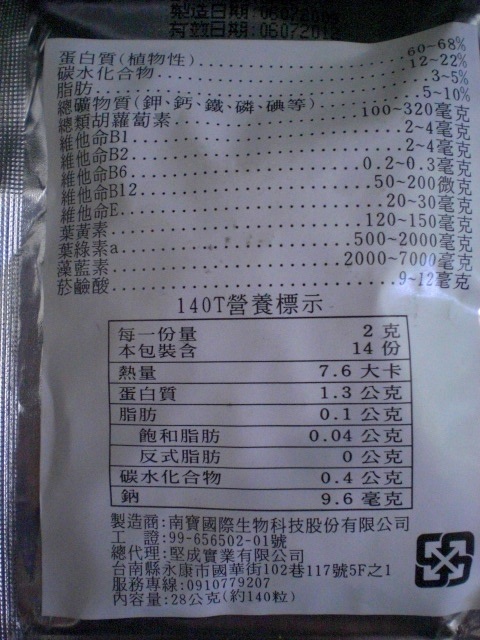 製造日期:0607
有效日期:06072012
蛋白質(植物性)........................60~68%
碳水化合物........................12~22%
脂肪........................3~5%
總礦物質(鉀、鈣、鐵、磷、碘等)........................5~10%
總類胡蘿蔔素........................100~320毫克
維他命B1........................2~4毫克
維他命B2........................2~4毫克
維他命B6........................0.2~0.3毫克
維他命B12........................50~200微克
維他命E........................20~30毫克
葉黃素........................120~150毫克
葉綠素a........................500~2000毫克
藻藍素........................2000~7000毫克
菸鹼酸........................9~12毫克
140T營養標示
每一份量 2 克
本包裝含 14 份
熱量 7.6 大卡
蛋白質 1.3 公克
脂肪 0.1 公克
飽和脂肪 0.04 公克
反式脂肪 0 公克
碳水化合物 0.4 公克
鈉 9.6 毫克
製造商:南寶國際生物科技股份有限公司
工 證:99-656502-01號
總代理:堅成實業有限公司
台南縣永康市國華街102巷117號5F之1
服務專線:0910779207
內容量:28公克(約140粒)